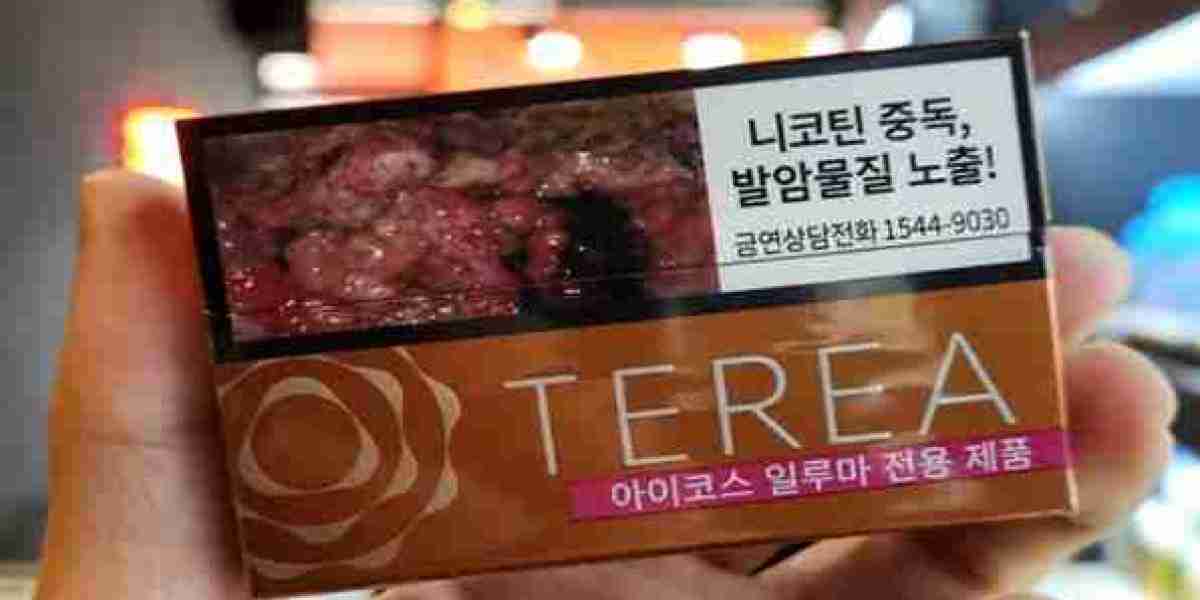 니코틴 중독,
발암물질 노출!
금연상담전화 1544-9030
TEREA
아이코스 일루마 전용 제품